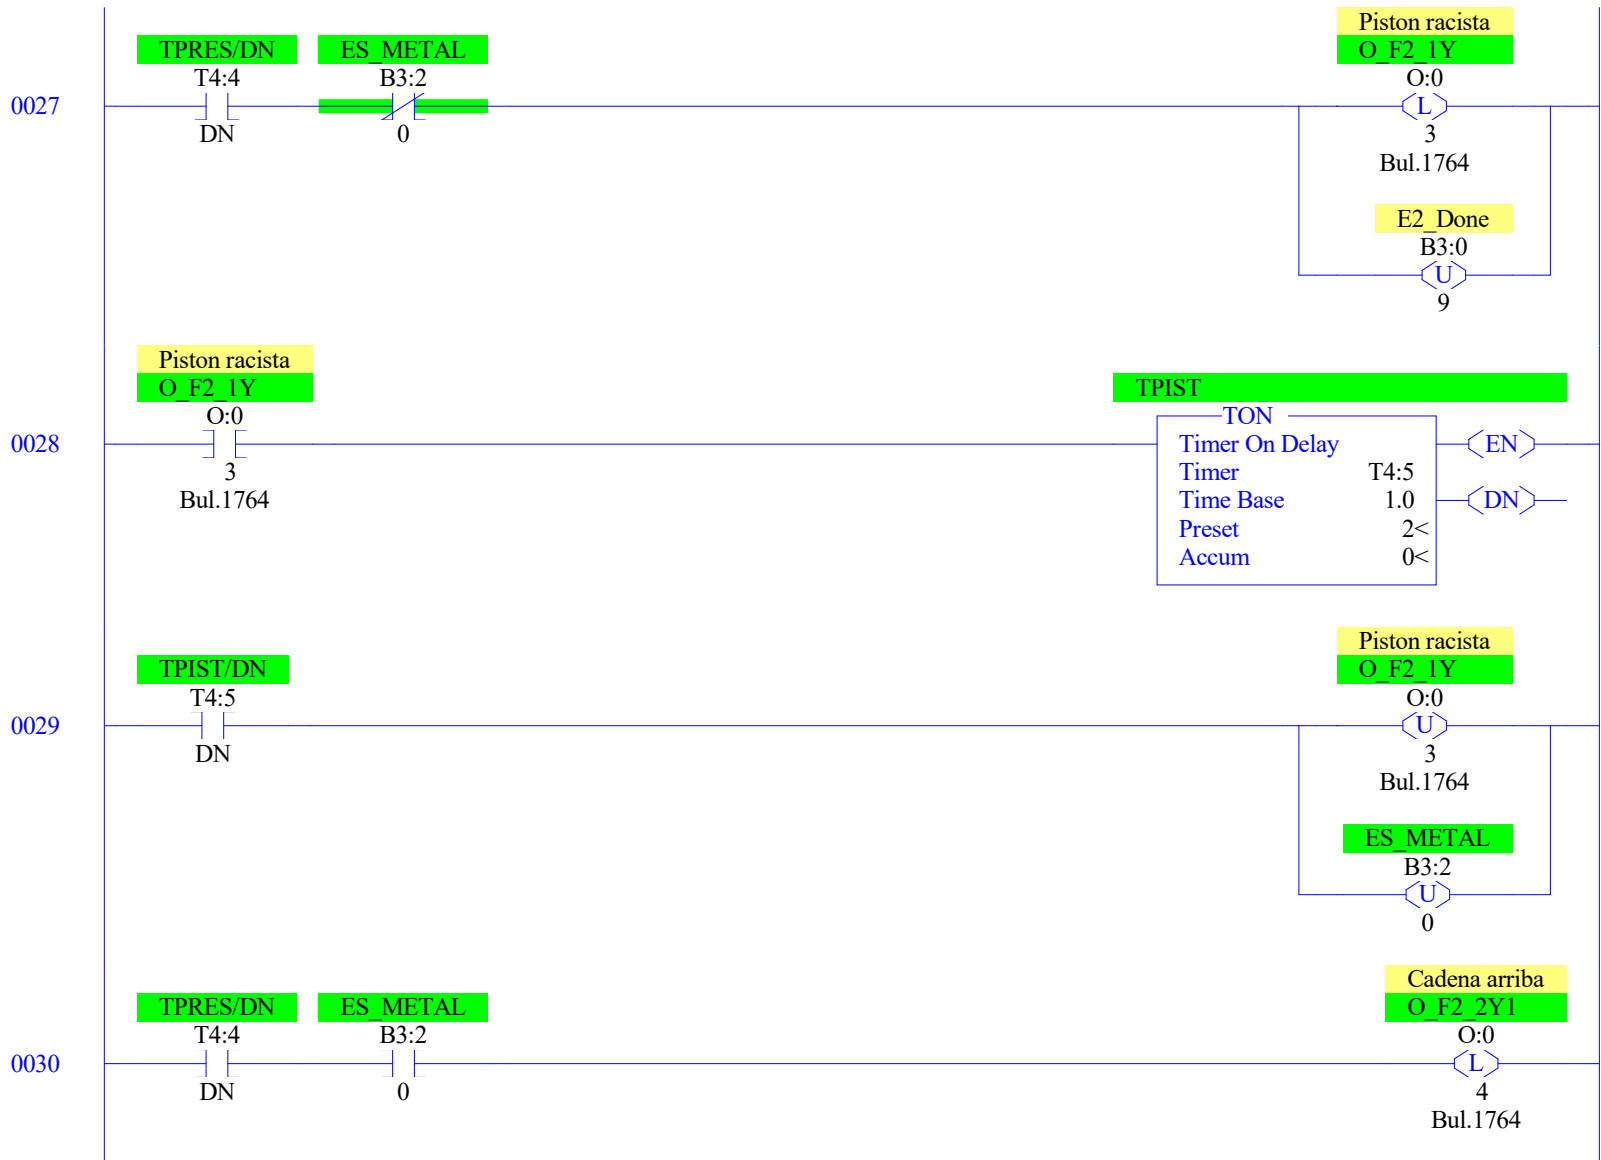 Piston racista
TPRES/DN ES_METAL O_F2_1Y
T4:4 B3:2 O:0
0027 L
DN 0 3
Bul.1764
E2_Done
B3:0
U
9
Piston racista
O_F2_1Y TPIST
O:0 TON
0028 Timer On Delay EN
3 Timer T4:5
Bul.1764 Time Base 1.0 DN
Preset 2<
Accum 0<
Piston racista
TPIST/DN O_F2_1Y
T4:5 O:0
0029 U
DN 3
Bul.1764
ES_METAL
B3:2
U
0
Cadena arriba
TPRES/DN ES_METAL O_F2_2Y1
T4:4 B3:2 O:0
0030 L
DN 0 4
Bul.1764